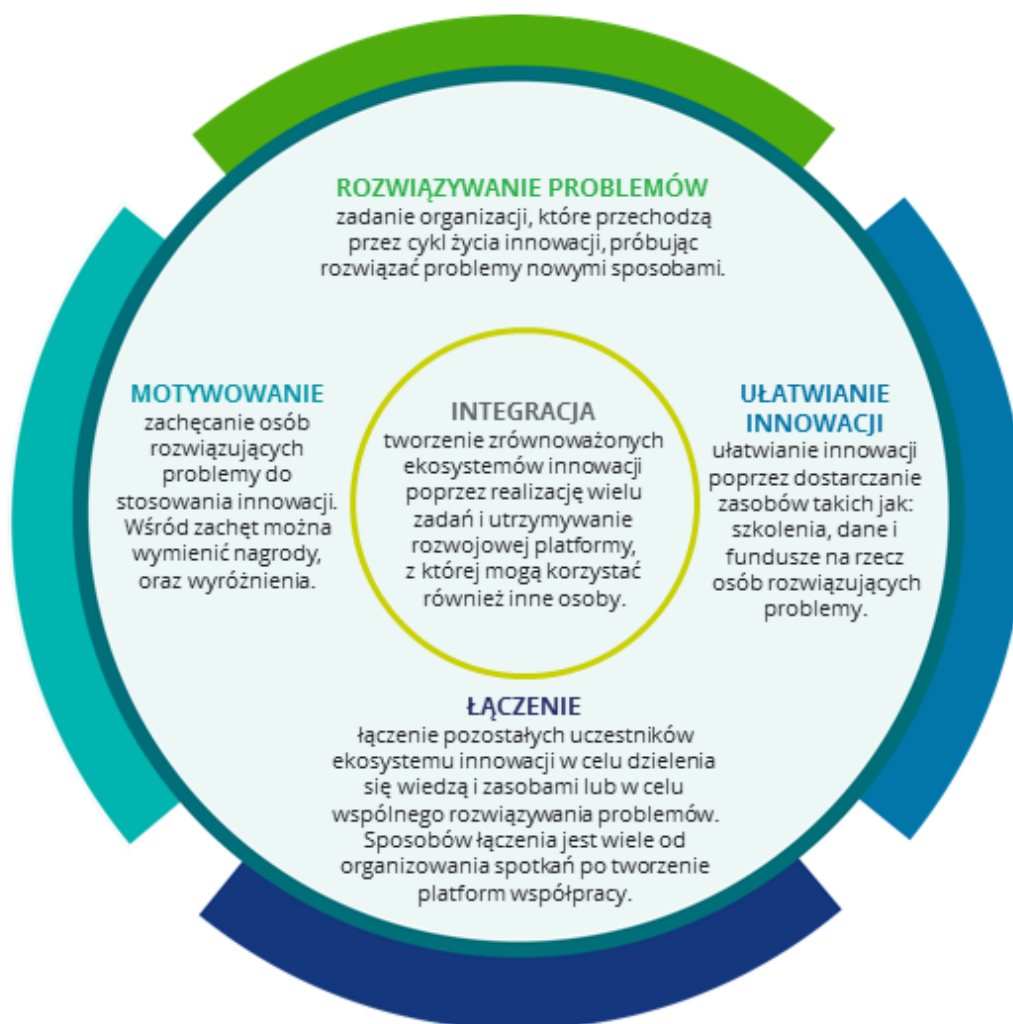 ROZWIĄZYWANIE PROBLEMÓW
zadanie organizacji, które przechodzą
przez cykl życia innowacji, próbując
rozwiązać problemy nowymi sposobami.
MOTYWOWANIE
zachęcanie osób
rozwiązujących
problemy do
stosowania innowacji.
Wśród zachęt można
wymienić nagrody,
oraz wyróżnienia.
INTEGRACJA
tworzenie zrównoważonych
ekosystemów innowacji
poprzez realizację wielu
zadań i utrzymywanie
rozwojowej platformy,
z której mogą korzystać
również inne osoby.
UŁATWIANIE
INNOWACJI
ułatwianie innowacji
poprzez dostarczanie
zasobów takich jak:
szkolenia, dane i
fundusze na rzecz
osób rozwiązujących
problemy.
ŁĄCZENIE
łączenie pozostałych uczestników
ekosystemu innowacji w celu dzielenia
się wiedzą i zasobami lub w celu
wspólnego rozwiązywania problemów.
Sposobów łączenia jest wiele od
organizowania spotkań po tworzenie
platform współpracy.